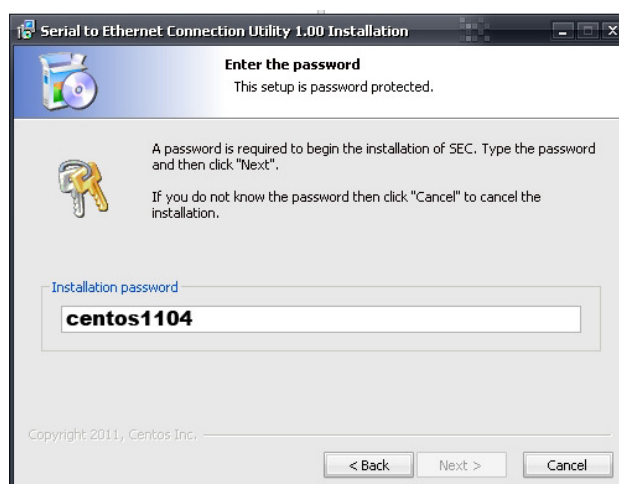 Serial to Ethernet Connection Utility 1.00 Installation
Enter the password
This setup is password protected.
A password is required to begin the installation of SEC. Type the password
and then click "Next".
If you do not know the password then click "Cancel" to cancel the
installation.
Installation password
centos1104
Copyright 2011, Centos Inc.
< Back Next > Cancel